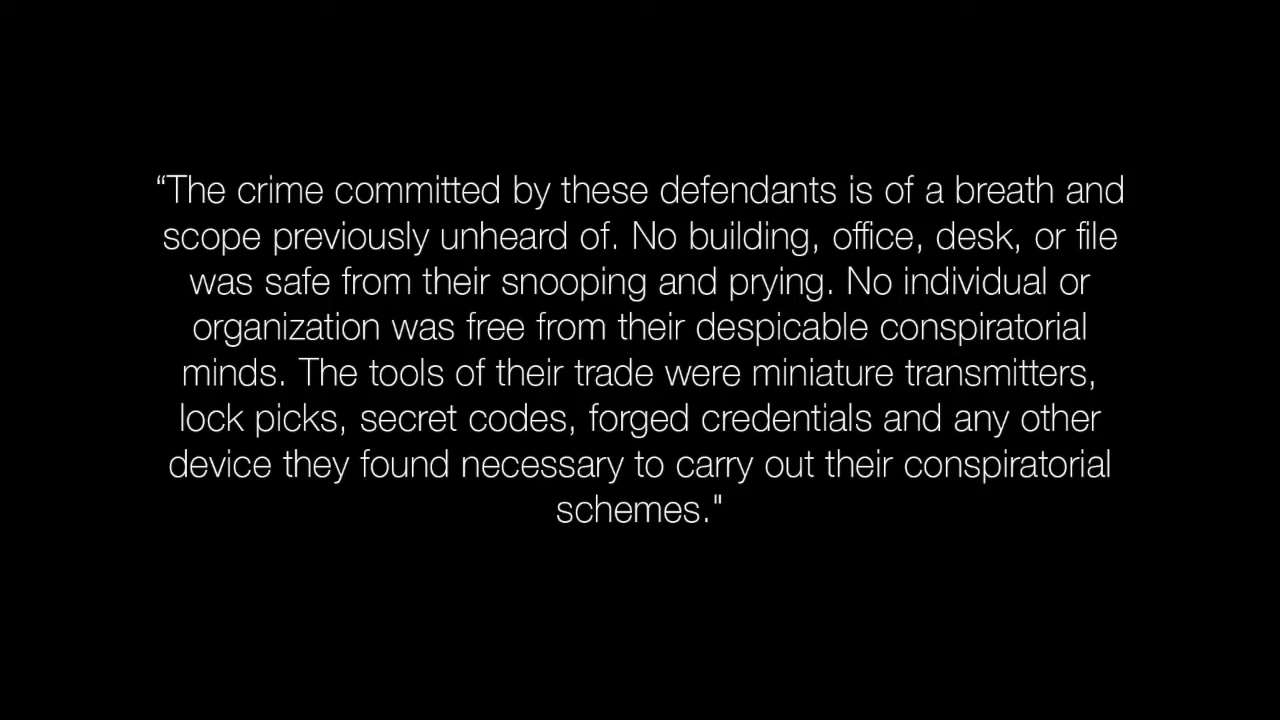 “The crime committed by these defendants is of a breath and
scope previously unheard of. No building, office, desk, or file
was safe from their snooping and prying. No individual or
organization was free from their despicable conspiratorial
minds. The tools of their trade were miniature transmitters,
lock picks, secret codes, forged credentials and any other
device they found necessary to carry out their conspiratorial
schemes."